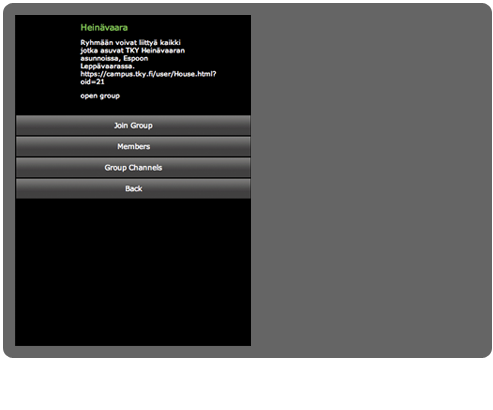 Heinävaara
Ryhmään voivat liittyä kaikki
jotka asuvat TKY Heinävaaran
asunnoissa, Espoon
Leppävaarassa.
https://campus.tky.fi/user/House.html?
oid=21
open group
Join Group
Members
Group Channels
Back